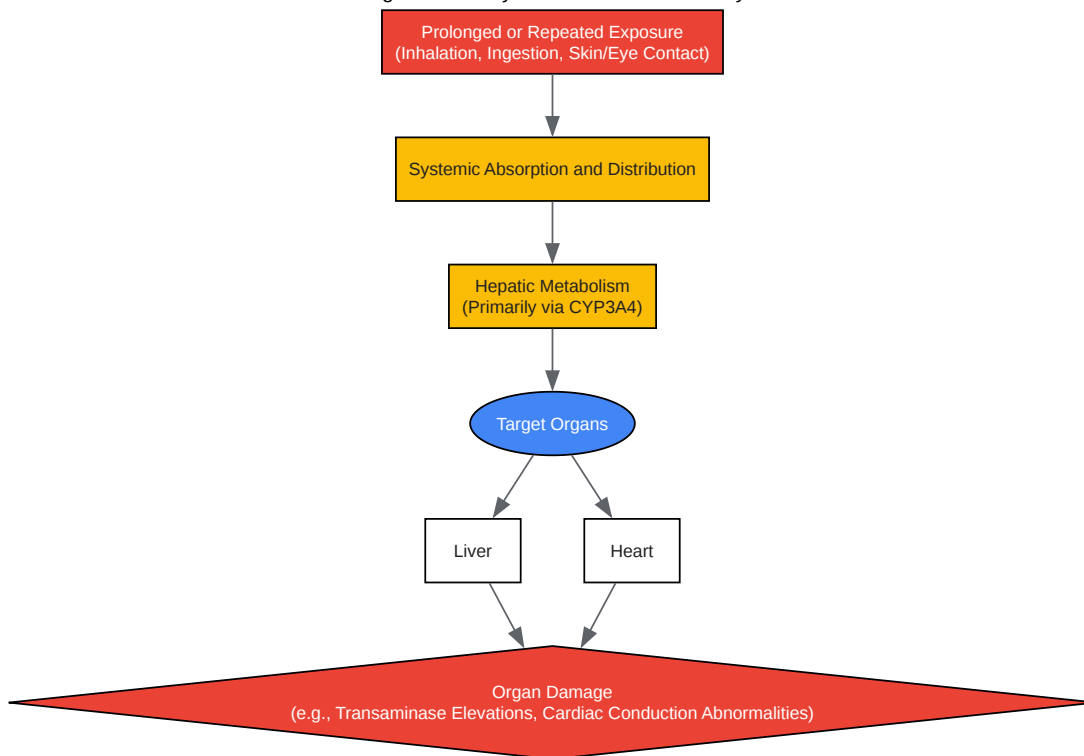 Prolonged or Repeated Exposure
(Inhalation, Ingestion, Skin/Eye Contact)
Systemic Absorption and Distribution
Hepatic Metabolism
(Primarily via CYP3A4)
Target Organs
Liver
Heart
Organ Damage
(e.g., Transaminase Elevations, Cardiac Conduction Abnormalities)